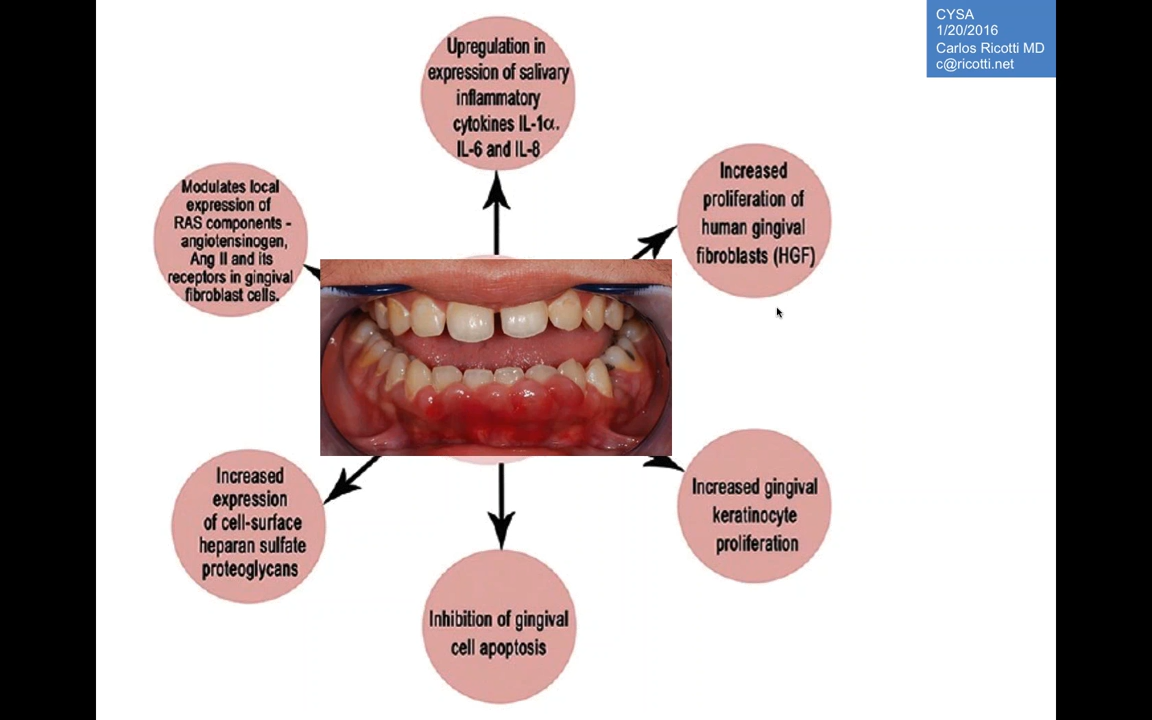 CYSA
1/20/2016
Carlos Ricotti MD
c@ricotti.net
Upregulation in
expression of salivary
inflammatory
cytokines IL-1α.
IL-6 and IL-8
Increased
proliferation of
human gingival
fibroblasts (HGF)
Modulates local
expression of
RAS components -
angiotensinogen,
Ang II and its
receptors in gingival
fibroblast cells.
Increased
expression
of cell-surface
heparan sulfate
proteoglycans
Increased gingival
keratinocyte
proliferation
Inhibition of gingival
cell apoptosis